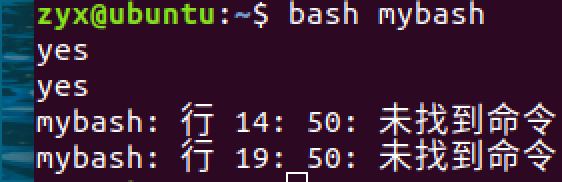 zyx@ubuntu:~$ bash mybash
yes
yes
mybash: 行 14: 50: 未找到命令
mybash: 行 19: 50: 未找到命令